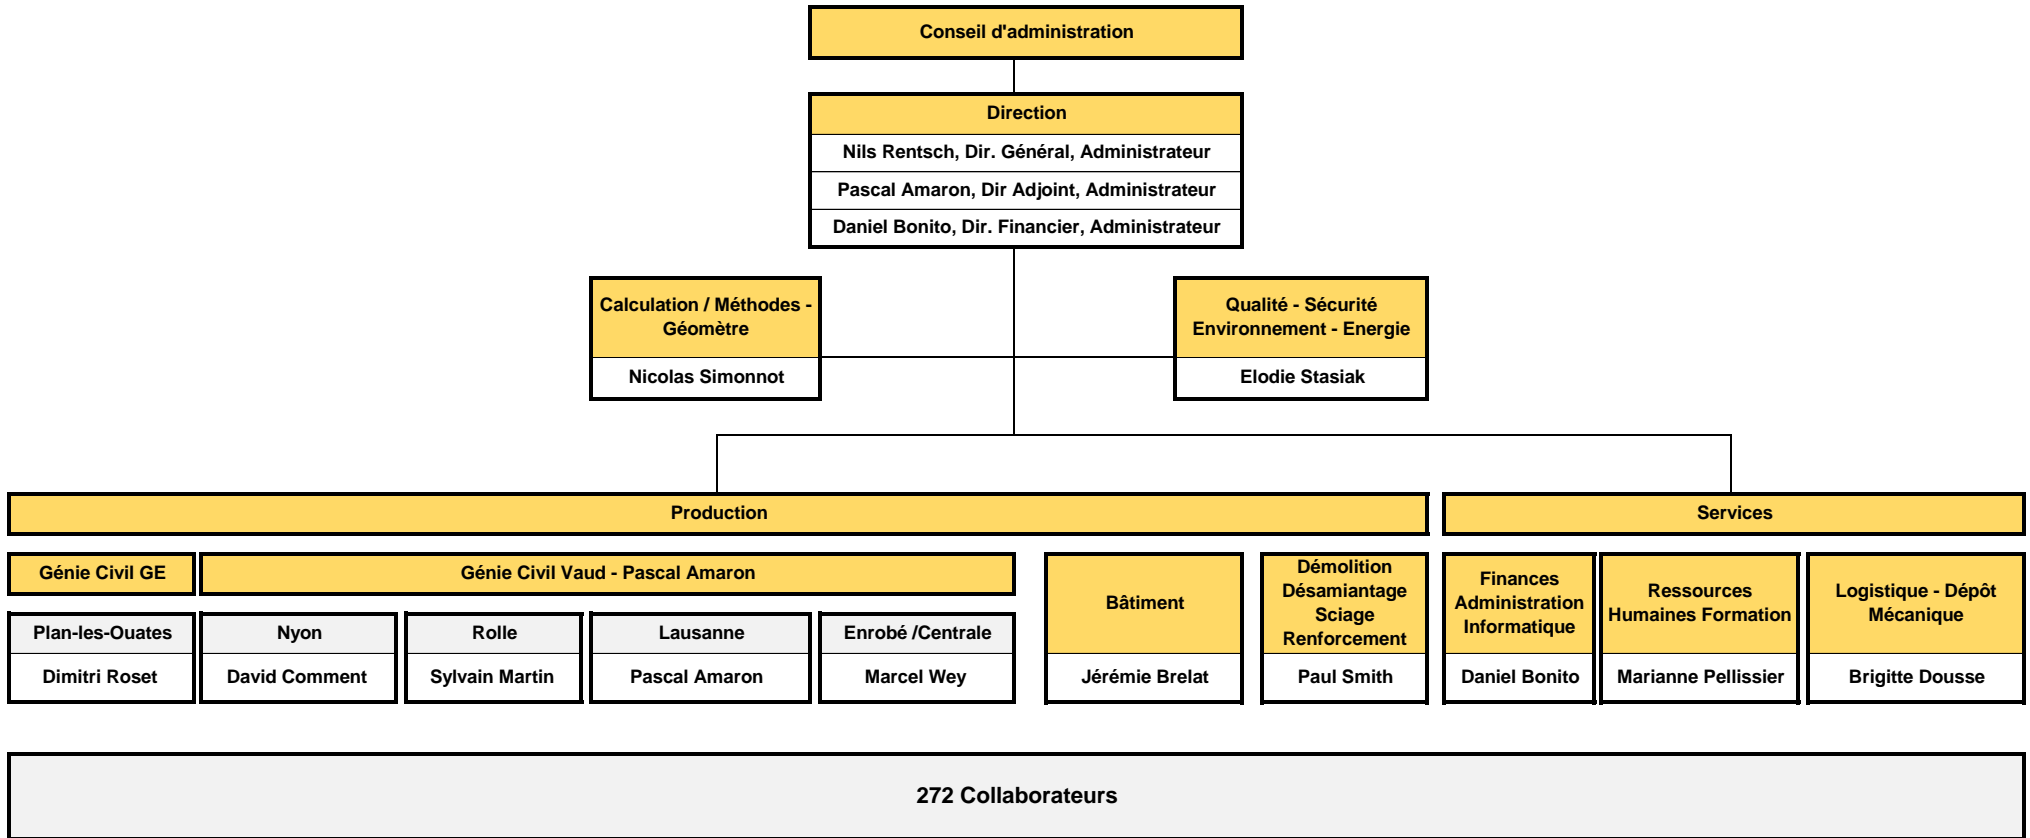 Conseil d'administration
Direction
Nils Rentsch, Dir. Général, Administrateur
Pascal Amaron, Dir Adjoint, Administrateur
Daniel Bonito, Dir. Financier, Administrateur
Calculation / Méthodes -
Géomètre
Nicolas Simonnot
Qualité - Sécurité
Environnement - Energie
Elodie Stasiak
Production
Services
Génie Civil GE
Génie Civil Vaud - Pascal Amaron
Plan-les-Ouates
Dimitri Roset
Nyon
David Comment
Rolle
Sylvain Martin
Lausanne
Pascal Amaron
Enrobé /Centrale
Marcel Wey
Bâtiment
Jérémie Brelat
Démolition
Désamiantage
Sciage
Renforcement
Paul Smith
Finances
Administration
Informatique
Daniel Bonito
Ressources
Humaines Formation
Marianne Pellissier
Logistique - Dépôt
Mécanique
Brigitte Dousse
272 Collaborateurs